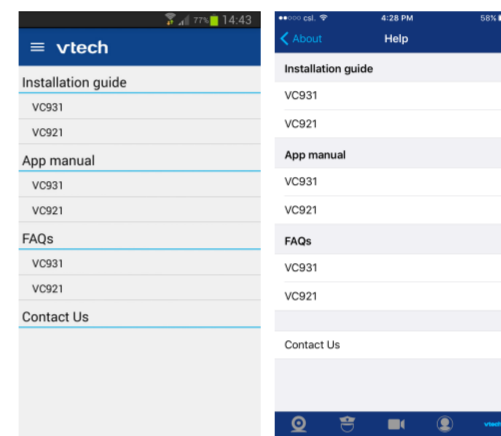 77% 14:43
vtech
Installation guide
VC931
VC921
App manual
VC931
VC921
FAQs
VC931
VC921
Contact Us
csl. 4:28 PM 58%
About Help
Installation guide
VC931
VC921
App manual
VC931
VC921
FAQs
VC931
VC921
Contact Us
vtech